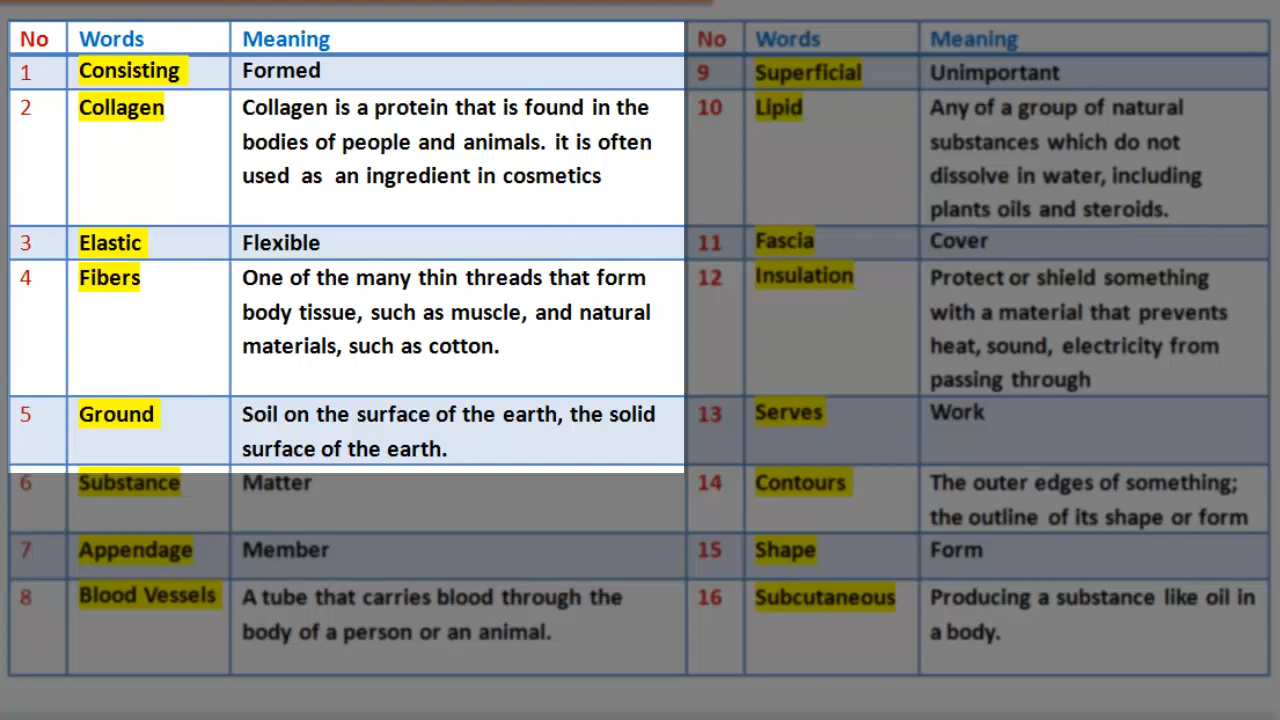 No Words Meaning
1 Consisting Formed
2 Collagen Collagen is a protein that is found in the
bodies of people and animals. it is often
used as an ingredient in cosmetics
3 Elastic Flexible
4 Fibers One of the many thin threads that form
body tissue, such as muscle, and natural
materials, such as cotton.
5 Ground Soil on the surface of the earth, the solid
surface of the earth.
6 Substance Matter
7 Appendage Member
8 Blood Vessels A tube that carries blood through the
body of a person or an animal.
No Words Meaning
9 Superficial Unimportant
10 Lipid Any of a group of natural
substances which do not
dissolve in water, including
plants oils and steroids.
11 Fascia Cover
12 Insulation Protect or shield something
with a material that prevents
heat, sound, electricity from
passing through
13 Serves Work
14 Contours The outer edges of something;
the outline of its shape or form
15 Shape Form
16 Subcutaneous Producing a substance like oil in
a body.